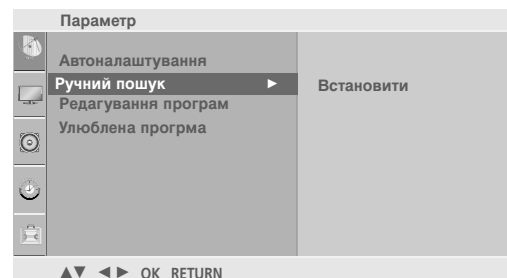 Параметр
Автоналаштування
Ручний пошук ► Встановити
Редагування програм
Улюблена прогрма
▲▼ ◄► OK RETURN